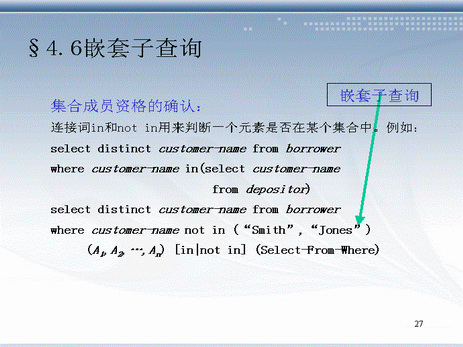 §4.6嵌套子查询
嵌套子查询
集合成员资格的确认：
连接词in和not in用来判断一个元素是否在某个集合中。例如：
select distinct customer-name from borrower
where customer-name in(select customer-name
from depositor)
select distinct customer-name from borrower
where customer-name not in (“Smith”,“Jones”)
(A1,A2, …,An) [in|not in] (Select-From-Where)
27